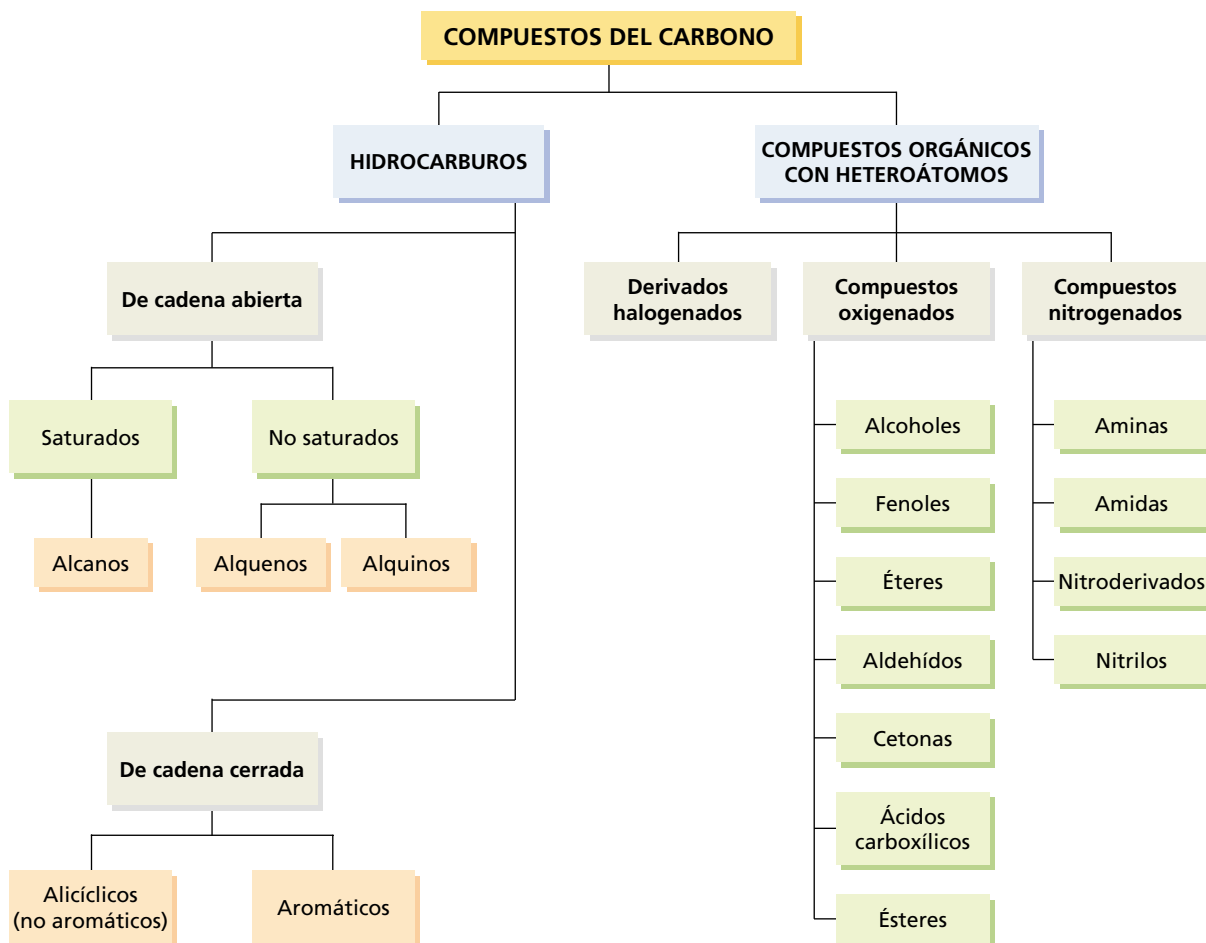 COMPUESTOS DEL CARBONO
HIDROCARBUROS
COMPUESTOS ORGÁNICOS
CON HETEROÁTOMOS
De cadena abierta
Derivados
halogenados
Compuestos
oxigenados
Compuestos
nitrogenados
Saturados
No saturados
Alcanos
Alquenos
Alquinos
Alcoholes
Fenoles
Éteres
Aldehídos
Cetonas
Ácidos
carboxílicos
Ésteres
Aminas
Amidas
Nitroderivados
Nitrilos
De cadena cerrada
Alicíclicos
(no aromáticos)
Aromáticos